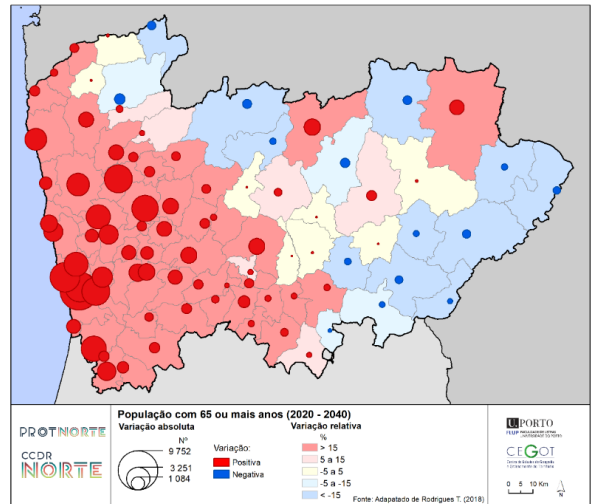 População com 65 ou mais anos (2020 - 2040)
Variação absoluta
Nº
9 752
3 251
1 084
Variação:
Positiva
Negativa
Variação relativa
%
> 15
5 a 15
-5 a 5
-5 a -15
< -15
PROTNORTE
CCDR
NORTE
U.PORTO
CEGOT
0 5 10 Km
Fonte: Adapatado de Rodrigues T. (2018)